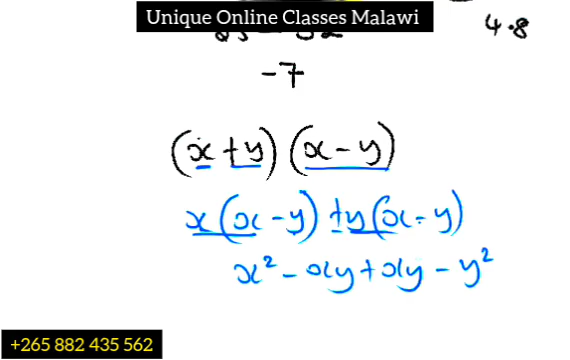 Unique Online Classes Malawi
4.8
-7
(x + y) (x - y)
x(x - y) + y(x - y)
x² - xy + xy - y²
+265 882 435 562